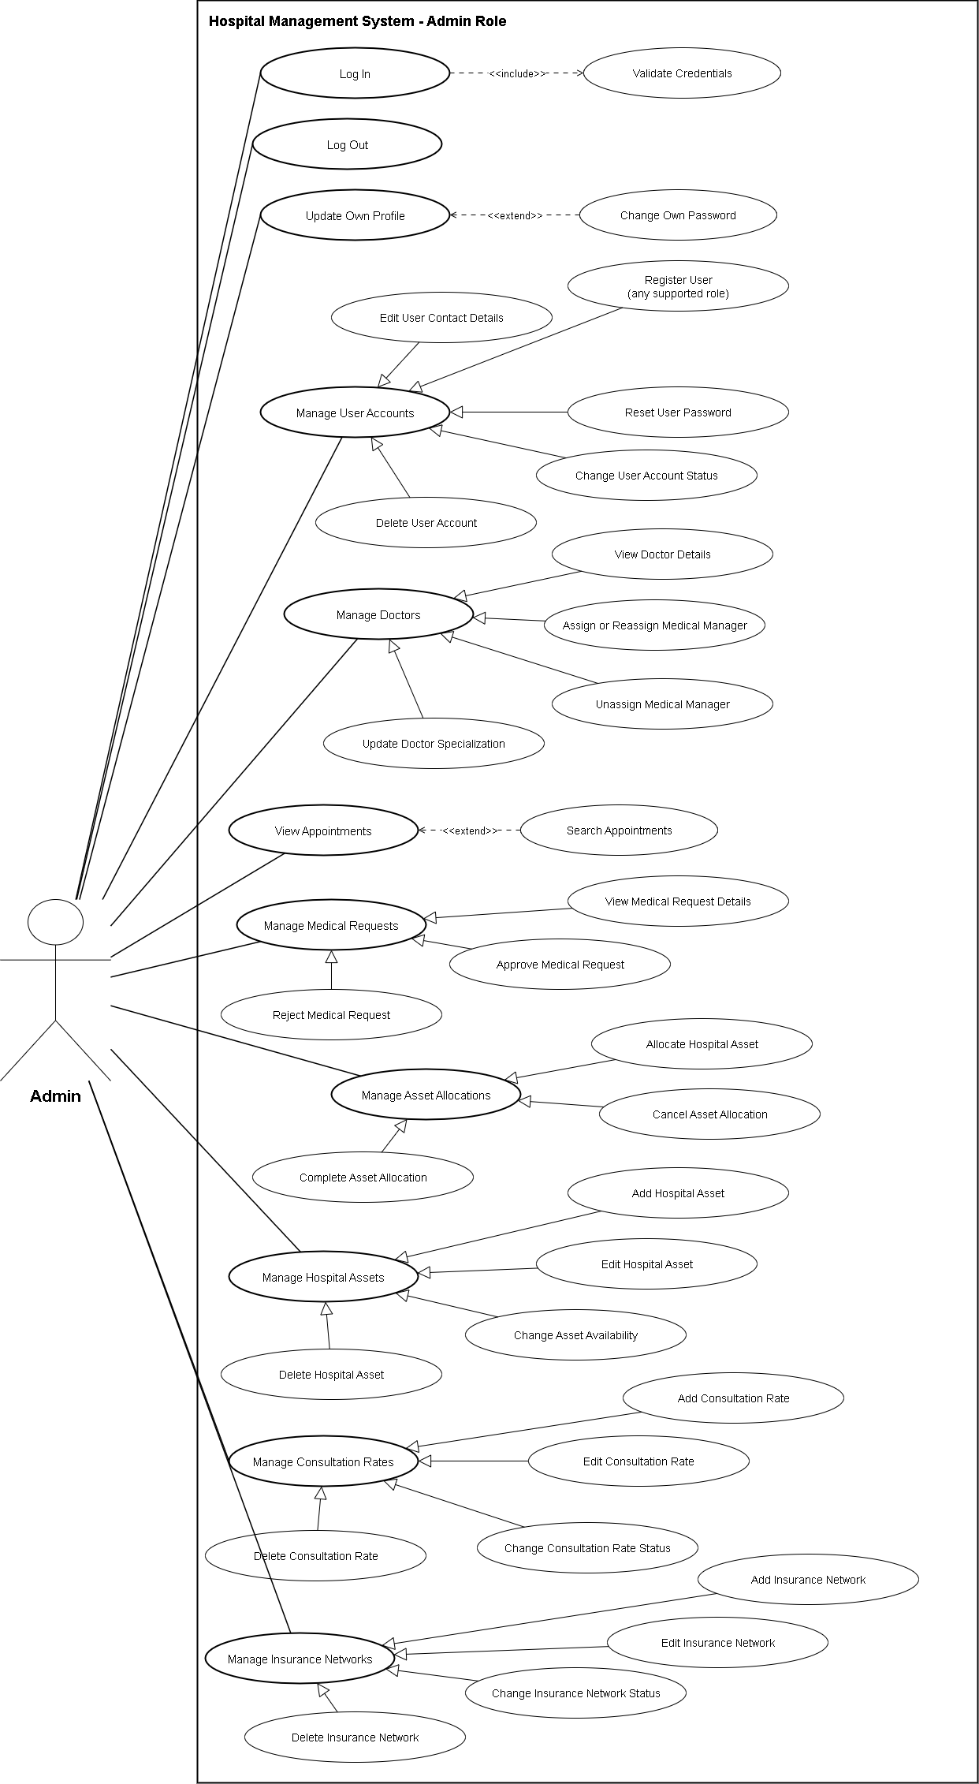 Hospital Management System - Admin Role
Log In
<<include>>
Validate Credentials
Log Out
Update Own Profile
<<extend>>
Change Own Password
Register User
(any supported role)
Edit User Contact Details
Manage User Accounts
Reset User Password
Change User Account Status
Delete User Account
View Doctor Details
Manage Doctors
Assign or Reassign Medical Manager
Unassign Medical Manager
Update Doctor Specialization
View Appointments
<<extend>>
Search Appointments
View Medical Request Details
Manage Medical Requests
Approve Medical Request
Reject Medical Request
Allocate Hospital Asset
Admin
Manage Asset Allocations
Cancel Asset Allocation
Complete Asset Allocation
Add Hospital Asset
Edit Hospital Asset
Manage Hospital Assets
Change Asset Availability
Delete Hospital Asset
Add Consultation Rate
Manage Consultation Rates
Edit Consultation Rate
Change Consultation Rate Status
Delete Consultation Rate
Add Insurance Network
Edit Insurance Network
Manage Insurance Networks
Change Insurance Network Status
Delete Insurance Network